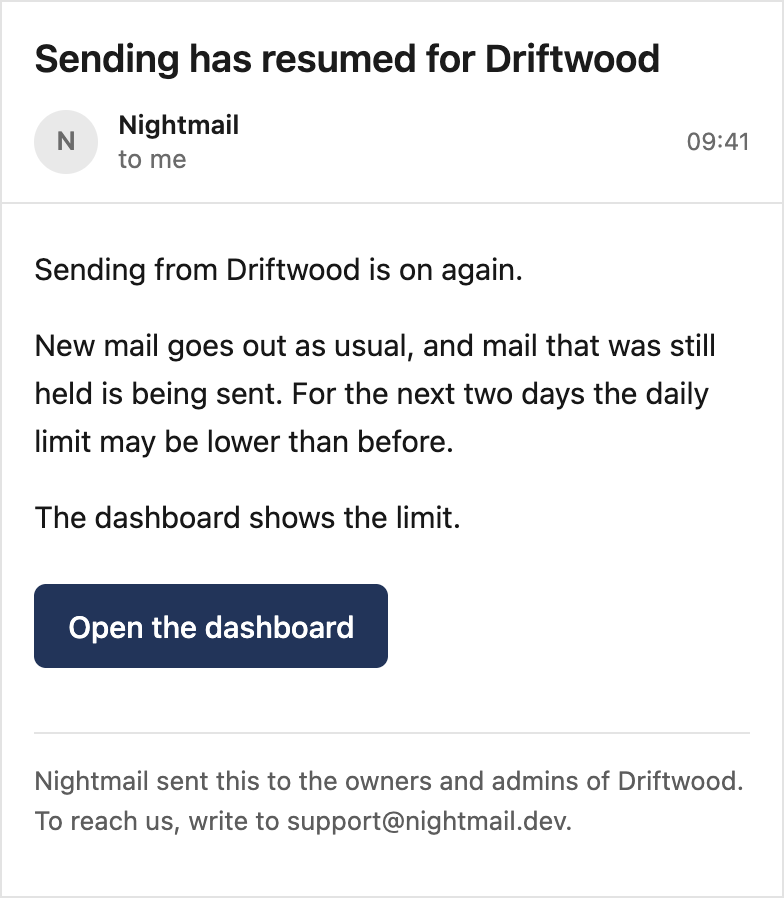 Sending has resumed for Driftwood
N
Nightmail
to me
09:41
Sending from Driftwood is on again.
New mail goes out as usual, and mail that was still
held is being sent. For the next two days the daily
limit may be lower than before.
The dashboard shows the limit.
Open the dashboard
Nightmail sent this to the owners and admins of Driftwood.
To reach us, write to support@nightmail.dev.